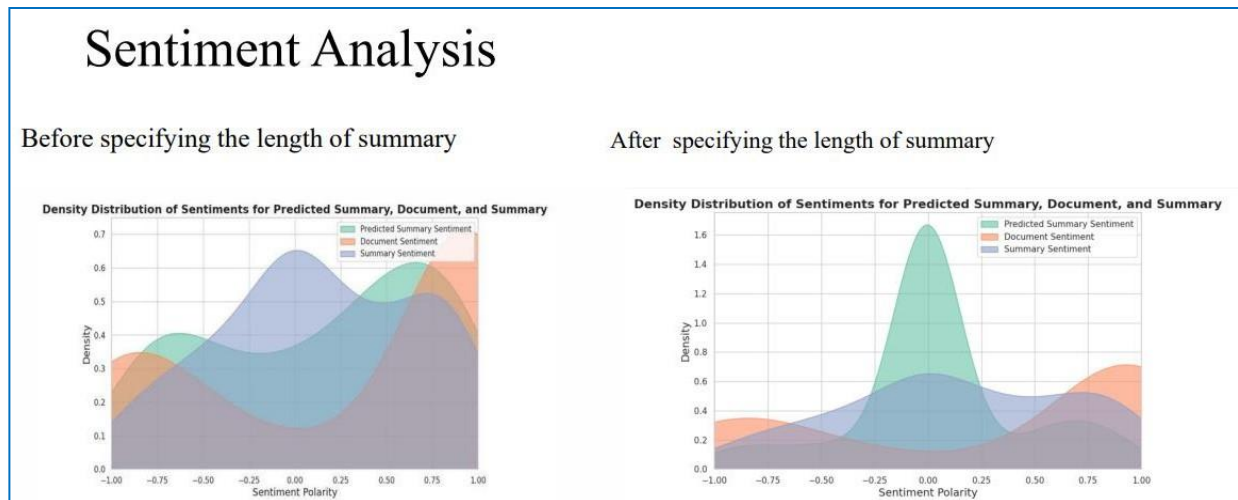 Sentiment Analysis
Before specifying the length of summary
After specifying the length of summary
Density Distribution of Sentiments for Predicted Summary, Document, and Summary
Predicted Summary Sentiment
Document Sentiment
Summary Sentiment
0.7
0.6
0.5
0.4
0.3
0.2
0.1
0.0
Density
−1.00 −0.75 −0.50 −0.25 0.00 0.25 0.50 0.75 1.00
Sentiment Polarity
Density Distribution of Sentiments for Predicted Summary, Document, and Summary
Predicted Summary Sentiment
Document Sentiment
Summary Sentiment
1.6
1.4
1.2
1.0
0.8
0.6
0.4
0.2
0.0
Density
−1.00 −0.75 −0.50 −0.25 0.00 0.25 0.50 0.75 1.00
Sentiment Polarity